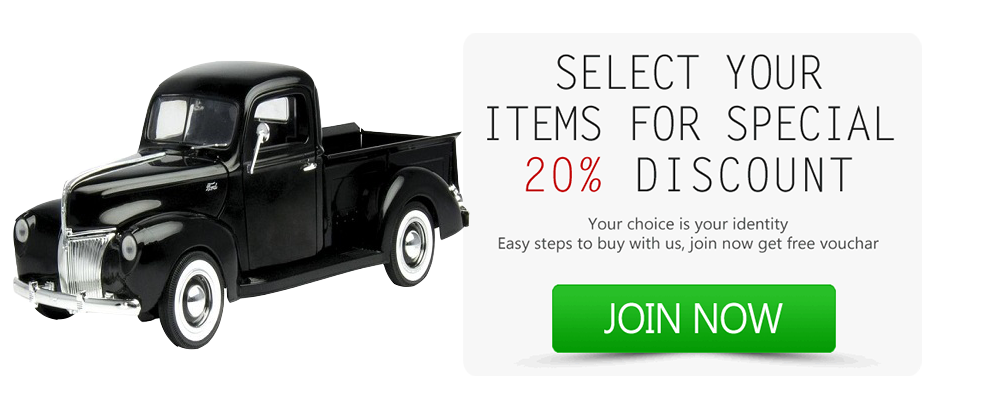 SELECT YOUR
ITEMS FOR SPECIAL
20% DISCOUNT
Your choice is your identity
Easy steps to buy with us, join now get free vouchar
JOIN NOW
Ford